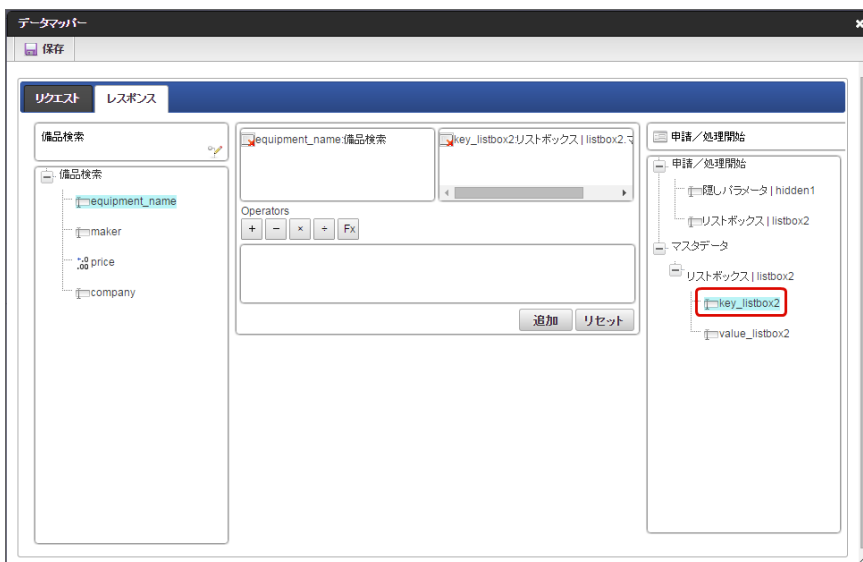 データマッパー
保存
リクエスト レスポンス
備品検索
備品検索
equipment_name
maker
price
company
equipment_name:備品検索
key_listbox2:リストボックス | listbox2.マ
Operators
+ − × ÷ Fx
追加 リセット
申請／処理開始
申請／処理開始
隠しパラメータ | hidden1
リストボックス | listbox2
マスタデータ
リストボックス | listbox2
key_listbox2
value_listbox2